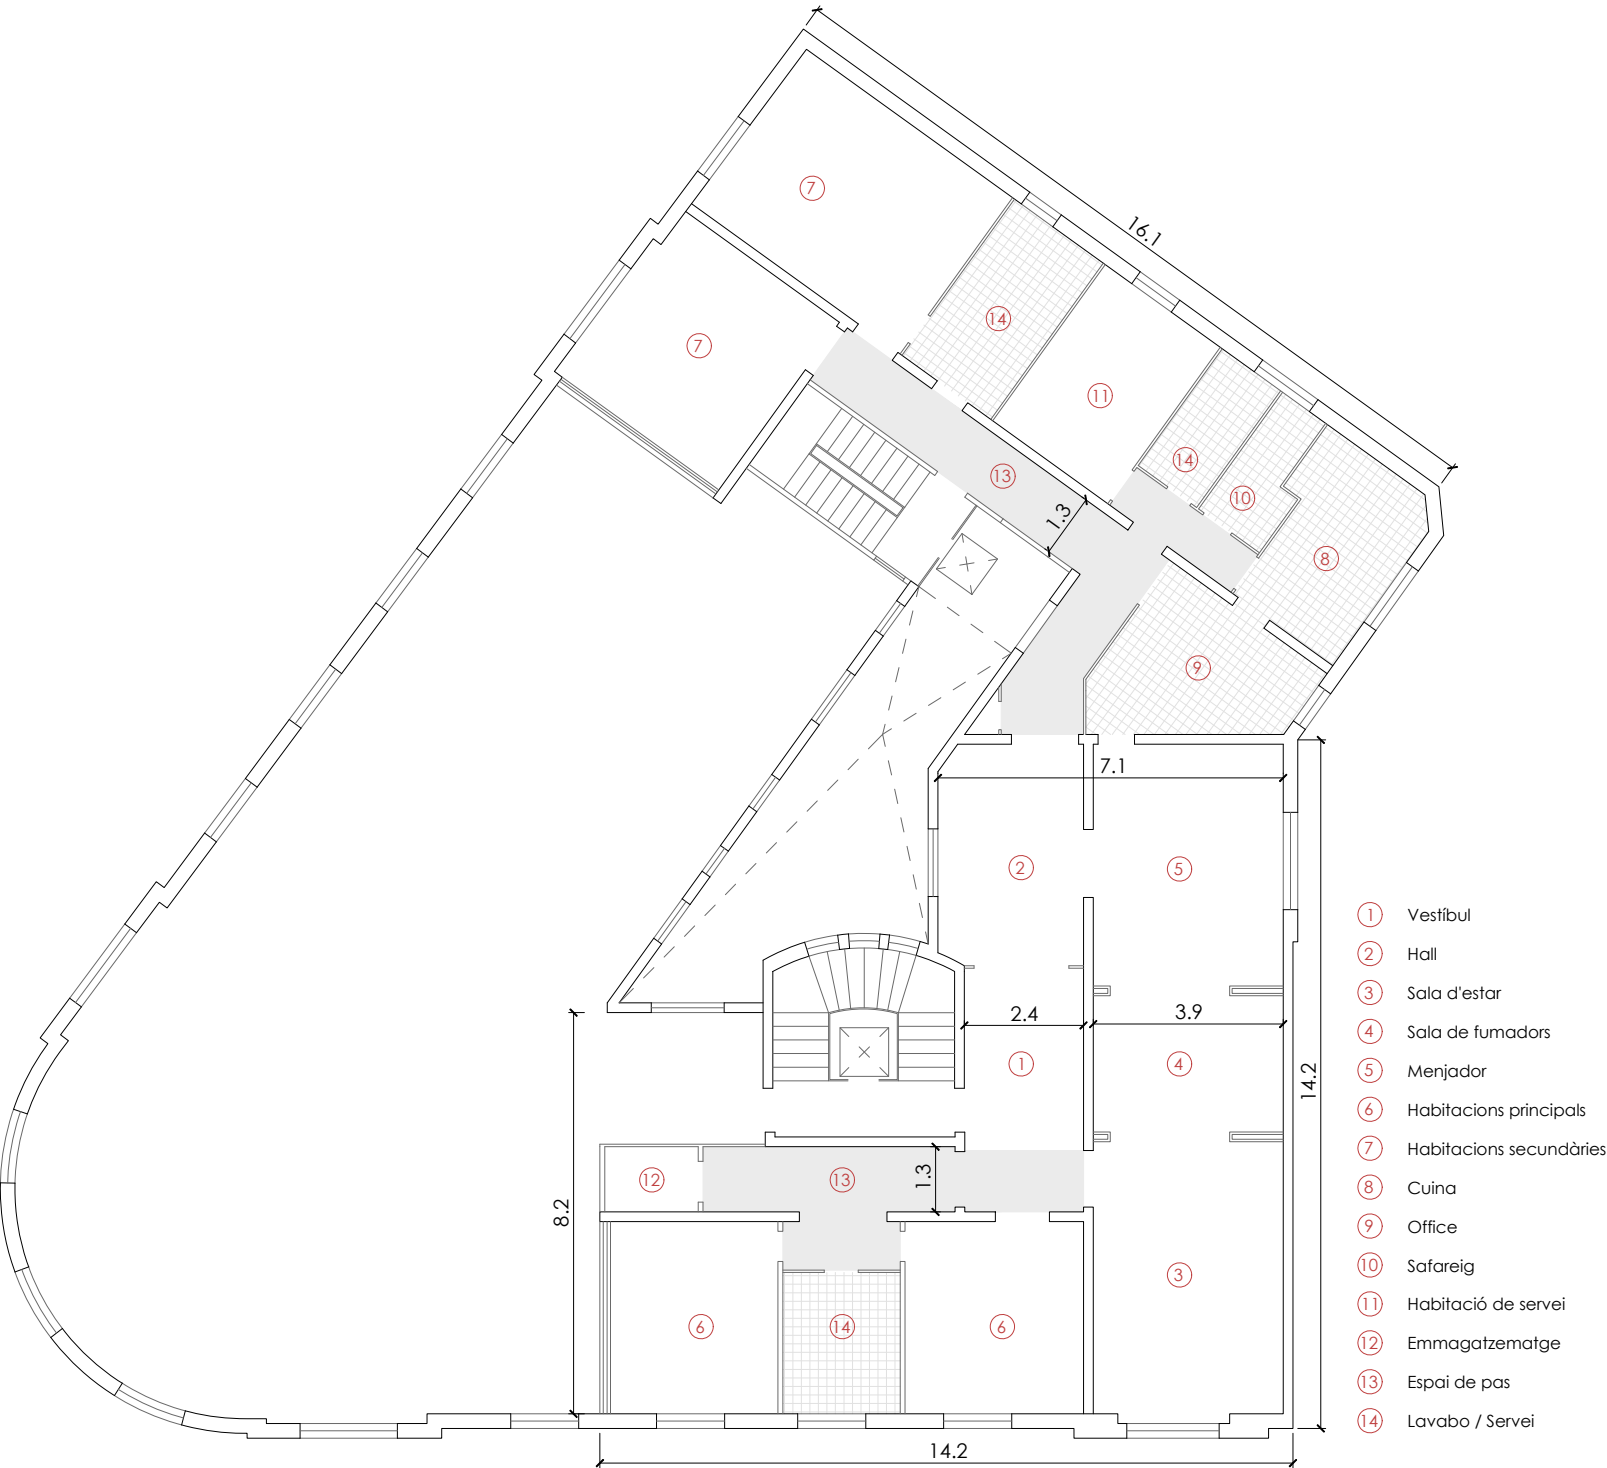 16.1
7
14
7
11
14
13
10
1.3
8
9
7.1
2
5
2.4
3.9
1
4
14.2
8.2
12
13
1.3
3
6
14
6
14.2
1 Vestíbul
2 Hall
3 Sala d'estar
4 Sala de fumadors
5 Menjador
6 Habitacions principals
7 Habitacions secundàries
8 Cuina
9 Office
10 Safareig
11 Habitació de servei
12 Emmagatzematge
13 Espai de pas
14 Lavabo / Servei